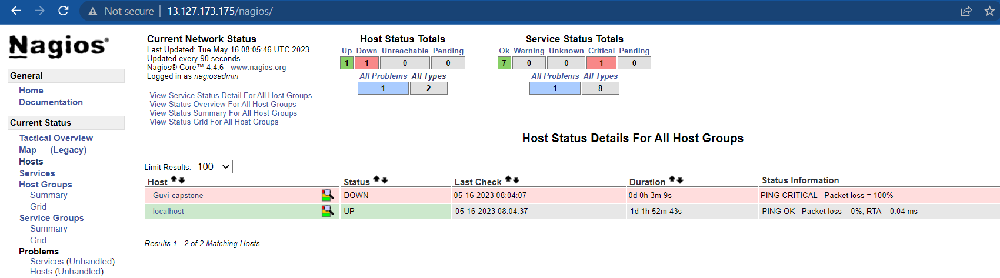 Not secure | 13.127.173.175/nagios/
Nagios®
General
Home
Documentation
Current Status
Tactical Overview
Map (Legacy)
Hosts
Services
Host Groups
Summary
Grid
Service Groups
Summary
Grid
Problems
Services (Unhandled)
Hosts (Unhandled)
Current Network Status
Last Updated: Tue May 16 08:05:46 UTC 2023
Updated every 90 seconds
Nagios® Core™ 4.4.6 - www.nagios.org
Logged in as nagiosadmin
View Service Status Detail For All Host Groups
View Status Overview For All Host Groups
View Status Summary For All Host Groups
View Status Grid For All Host Groups
Host Status Totals
Up Down Unreachable Pending
1 1 0 0
All Problems All Types
1 2
Service Status Totals
Ok Warning Unknown Critical Pending
7 0 0 1 0
All Problems All Types
1 8
Host Status Details For All Host Groups
Limit Results: 100
Host Status Last Check Duration Status Information
Guvi-capstone DOWN 05-16-2023 08:04:07 0d 0h 3m 9s PING CRITICAL - Packet loss = 100%
localhost UP 05-16-2023 08:04:37 1d 1h 52m 43s PING OK - Packet loss = 0%, RTA = 0.04 ms
Results 1 - 2 of 2 Matching Hosts